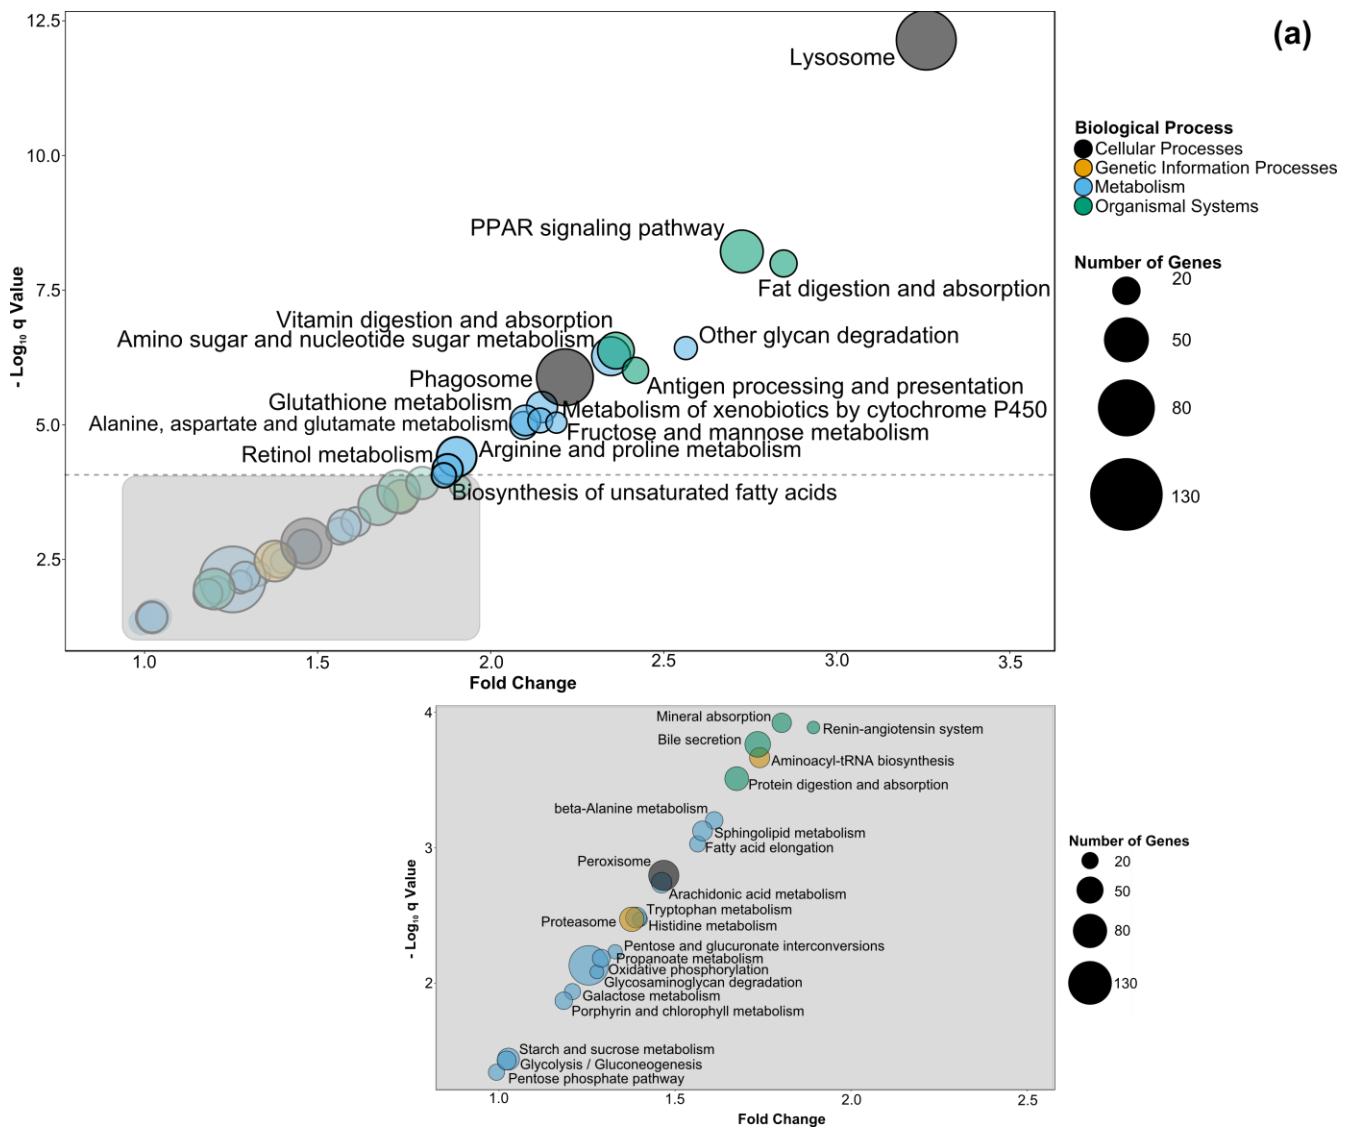 (a)
12.5
10.0
7.5
5.0
2.5
- Log₁₀ q Value
Lysosome
PPAR signaling pathway
Fat digestion and absorption
Vitamin digestion and absorption
Amino sugar and nucleotide sugar metabolism
Other glycan degradation
Phagosome
Antigen processing and presentation
Glutathione metabolism
Metabolism of xenobiotics by cytochrome P450
Alanine, aspartate and glutamate metabolism
Fructose and mannose metabolism
Retinol metabolism
Arginine and proline metabolism
Biosynthesis of unsaturated fatty acids
1.0
1.5
2.0
2.5
3.0
3.5
Fold Change
Biological Process
Cellular Processes
Genetic Information Processes
Metabolism
Organismal Systems
Number of Genes
20
50
80
130
4
3
2
- Log₁₀ q Value
Mineral absorption
Renin-angiotensin system
Bile secretion
Aminoacyl-tRNA biosynthesis
Protein digestion and absorption
beta-Alanine metabolism
Sphingolipid metabolism
Fatty acid elongation
Peroxisome
Arachidonic acid metabolism
Tryptophan metabolism
Proteasome
Histidine metabolism
Pentose and glucuronate interconversions
Propanoate metabolism
Oxidative phosphorylation
Glycosaminoglycan degradation
Galactose metabolism
Porphyrin and chlorophyll metabolism
Starch and sucrose metabolism
Glycolysis / Gluconeogenesis
Pentose phosphate pathway
1.0
1.5
2.0
2.5
Fold Change
Number of Genes
20
50
80
130